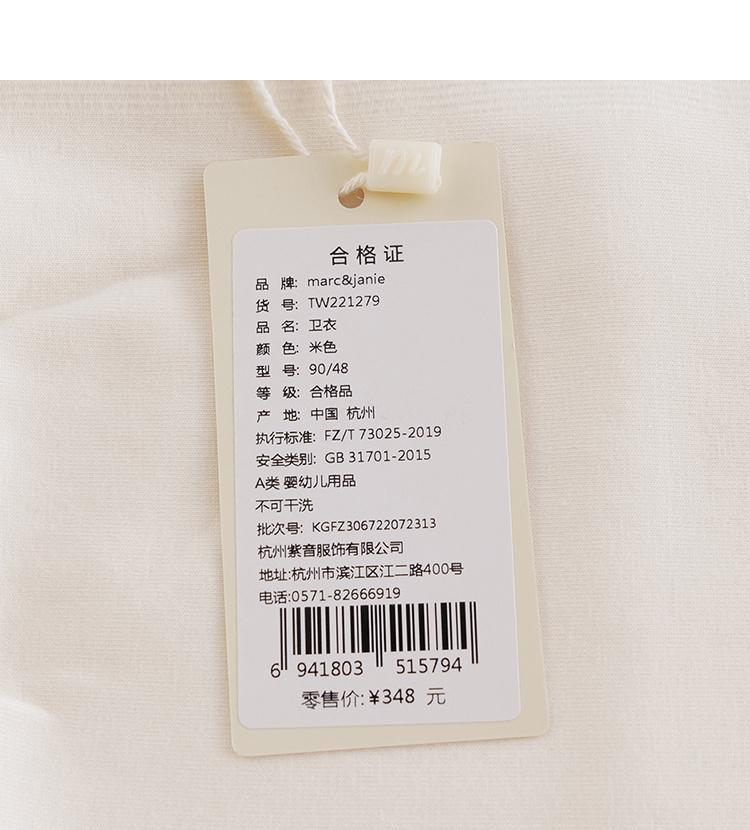 m
合格证
品 牌: marc&janie
货 号: TW221279
品 名: 卫衣
颜 色: 米色
型 号: 90/48
等 级: 合格品
产 地: 中国 杭州
执行标准: FZ/T 73025-2019
安全类别: GB 31701-2015
A类 婴幼儿用品
不可干洗
批次号: KGFZ306722072313
杭州紫音服饰有限公司
地址:杭州市滨江区江二路400号
电话:0571-82666919
6 941803 515794
零售价:¥348 元